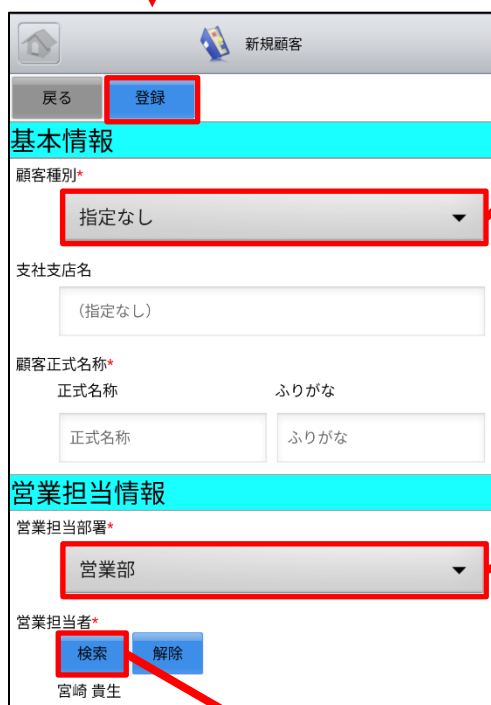 新規顧客
戻る 登録
基本情報
顧客種別*
指定なし
支社支店名
（指定なし）
顧客正式名称*
正式名称 ふりがな
正式名称 ふりがな
営業担当情報
営業担当部署*
営業部
営業担当者*
検索 解除
宮崎 貴生